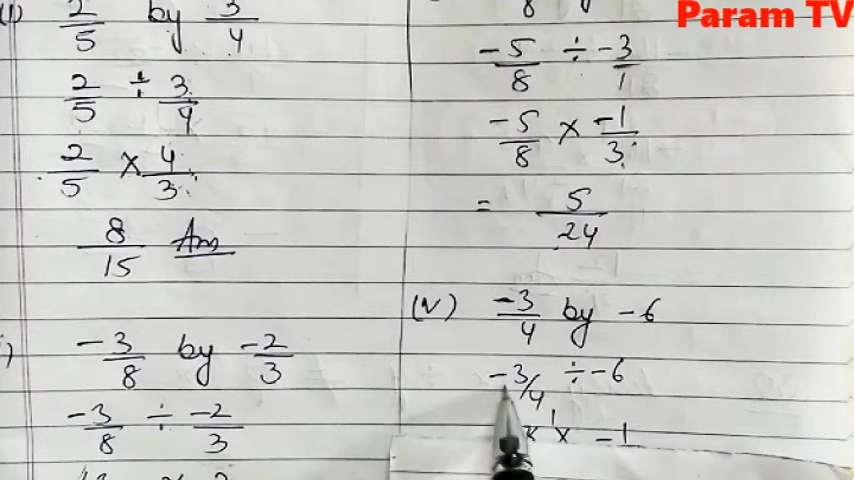 Param TV
(i) 2/5 by 3/4
2/5 ÷ 3/4
2/5 × 4/3
8/15 Ans
-3/8 by -2/3
-3/8 ÷ -2/3
8
-5/8 ÷ -3/1
-5/8 × -1/3
= 5/24
(V) -3/4 by -6
-3/4 ÷ -6
× -1